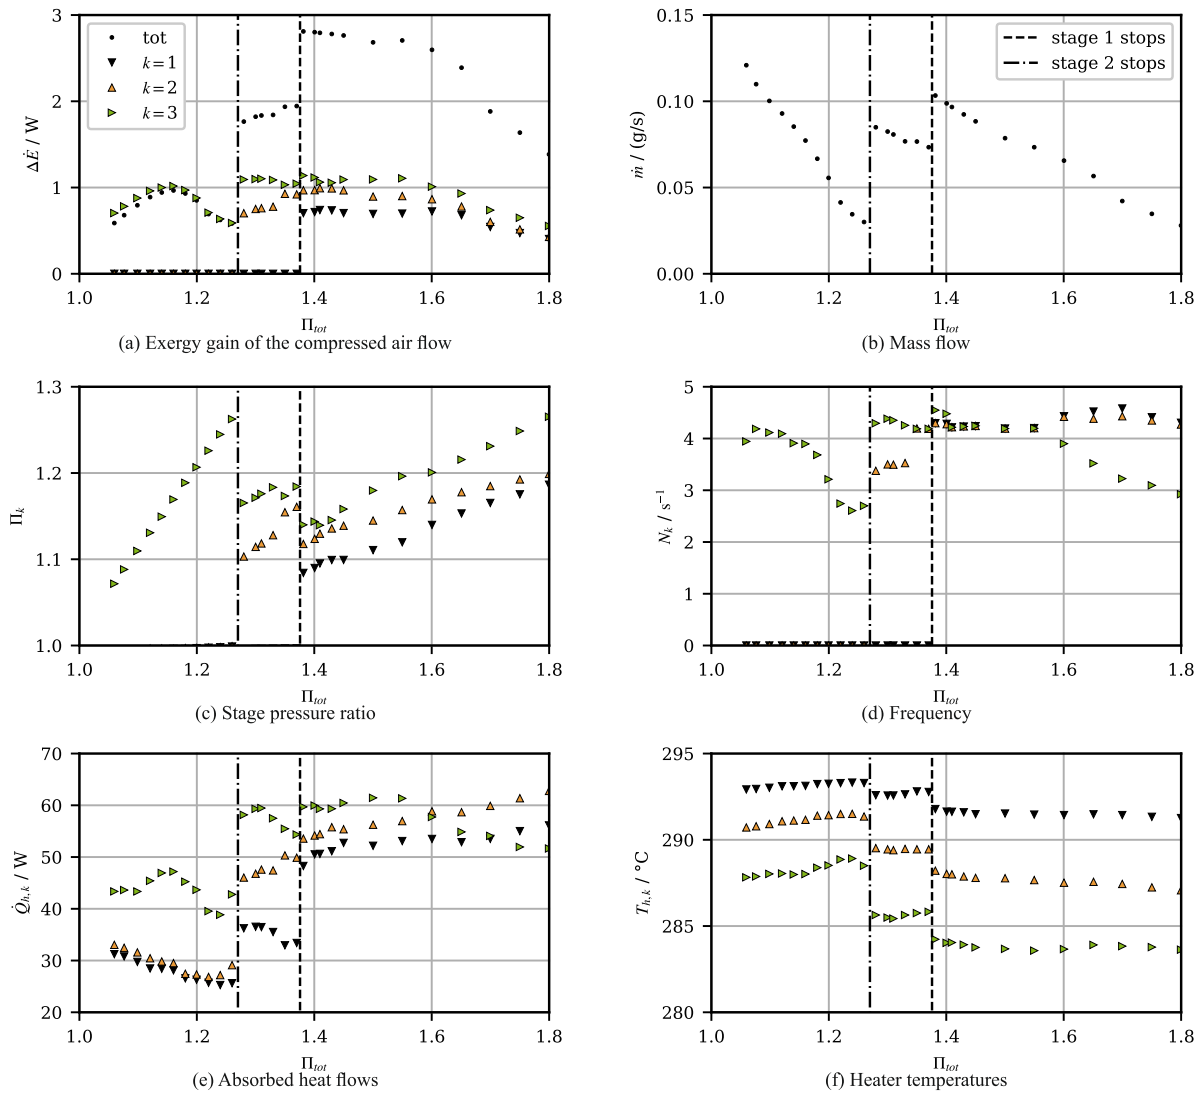 3
2
1
0
ΔĖ / W
tot
k = 1
k = 2
k = 3
1.0 1.2 1.4 1.6 1.8
Π_tot
(a) Exergy gain of the compressed air flow
0.15
0.10
0.05
0.00
ṁ / (g/s)
stage 1 stops
stage 2 stops
1.0 1.2 1.4 1.6 1.8
Π_tot
(b) Mass flow
1.3
1.2
1.1
1.0
Π_k
1.0 1.2 1.4 1.6 1.8
Π_tot
(c) Stage pressure ratio
5
4
3
2
1
0
N_k / s⁻¹
1.0 1.2 1.4 1.6 1.8
Π_tot
(d) Frequency
70
60
50
40
30
20
Q̇_h,k / W
1.0 1.2 1.4 1.6 1.8
Π_tot
(e) Absorbed heat flows
295
290
285
280
T_h,k / °C
1.0 1.2 1.4 1.6 1.8
Π_tot
(f) Heater temperatures